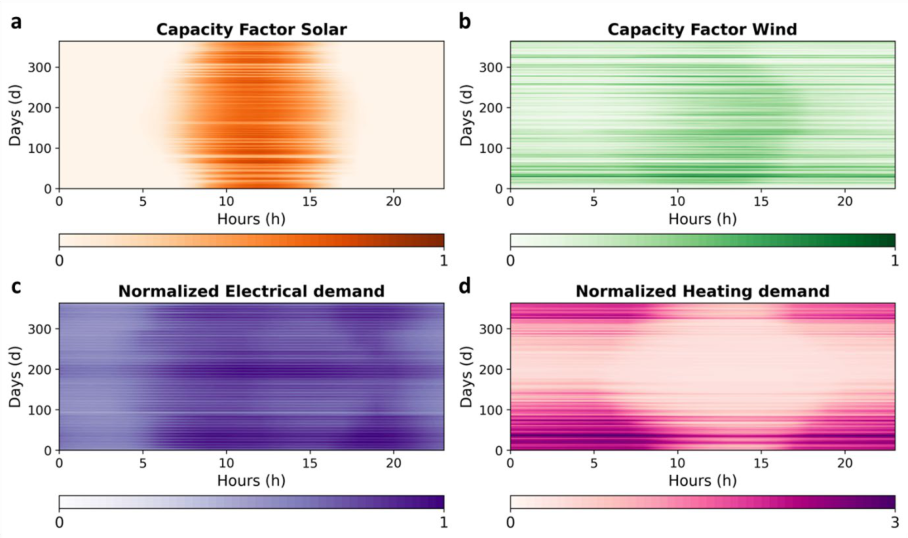 a
Capacity Factor Solar
Days (d)
300
200
100
0
0 5 10 15 20
Hours (h)
0 1
b
Capacity Factor Wind
Days (d)
300
200
100
0
0 5 10 15 20
Hours (h)
0 1
c
Normalized Electrical demand
Days (d)
300
200
100
0
0 5 10 15 20
Hours (h)
0 1
d
Normalized Heating demand
Days (d)
300
200
100
0
0 5 10 15 20
Hours (h)
0 3